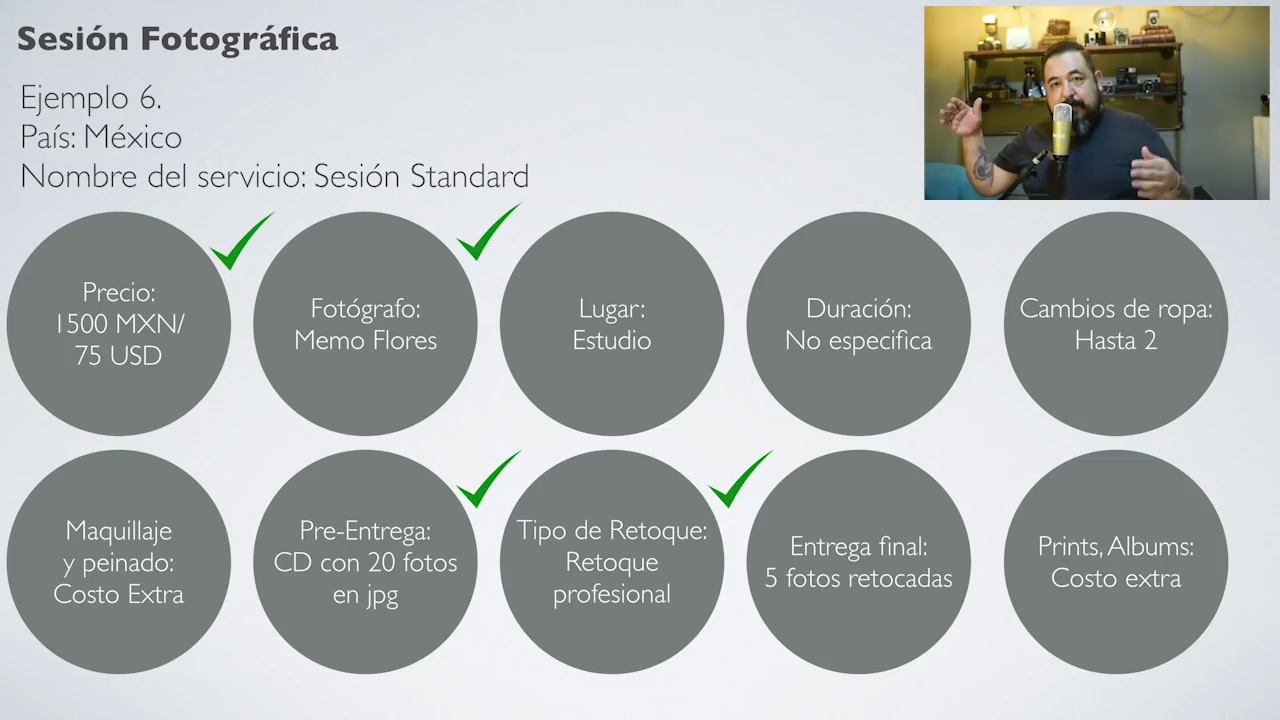 Sesión Fotográfica
Ejemplo 6.
País: México
Nombre del servicio: Sesión Standard
Precio:
1500 MXN/
75 USD
Fotógrafo:
Memo Flores
Lugar:
Estudio
Duración:
No especifica
Cambios de ropa:
Hasta 2
Maquillaje
y peinado:
Costo Extra
Pre-Entrega:
CD con 20 fotos
en jpg
Tipo de Retoque:
Retoque
profesional
Entrega final:
5 fotos retocadas
Prints, Albums:
Costo extra